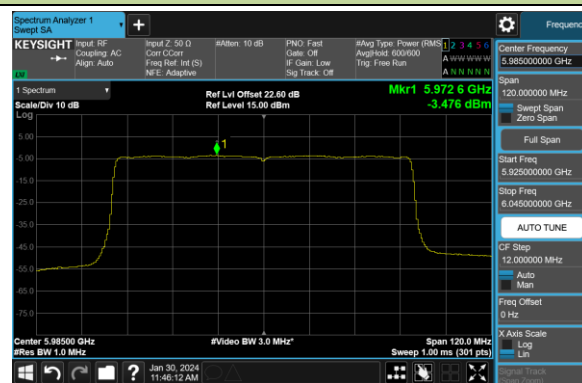 Spectrum Analyzer 1
Swept SA
Frequen
KEYSIGHT
Input: RF
Coupling: AC
Align: Auto
Input Z: 50 Ω
Corr CCorr
Freq Ref: Int (S)
NFE: Adaptive
#Atten: 10 dB
PNO: Fast
Gate: Off
IF Gain: Low
Sig Track: Off
#Avg Type: Power (RMS
Avg|Hold: 600/600
Trig: Free Run
1 2 3 4 5 6
A W W W W W
A N N N N N
LXI
1 Spectrum
Scale/Div 10 dB
Log
Ref Lvl Offset 22.60 dB
Ref Level 15.00 dBm
Mkr1 5.972 6 GHz
-3.476 dBm
1
5.00
-5.00
-15.0
-25.0
-35.0
-45.0
-55.0
-65.0
-75.0
Center 5.98500 GHz
#Res BW 1.0 MHz
#Video BW 3.0 MHz*
Span 120.0 MHz
Sweep 1.00 ms (301 pts)
Center Frequency
5.985000000 GHz
Span
120.000000 MHz
Swept Span
Zero Span
Full Span
Start Freq
5.925000000 GHz
Stop Freq
6.045000000 GHz
AUTO TUNE
CF Step
12.000000 MHz
Auto
Man
Freq Offset
0 Hz
X Axis Scale
Log
Lin
Signal Track
Jan 30, 2024
11:46:12 AM